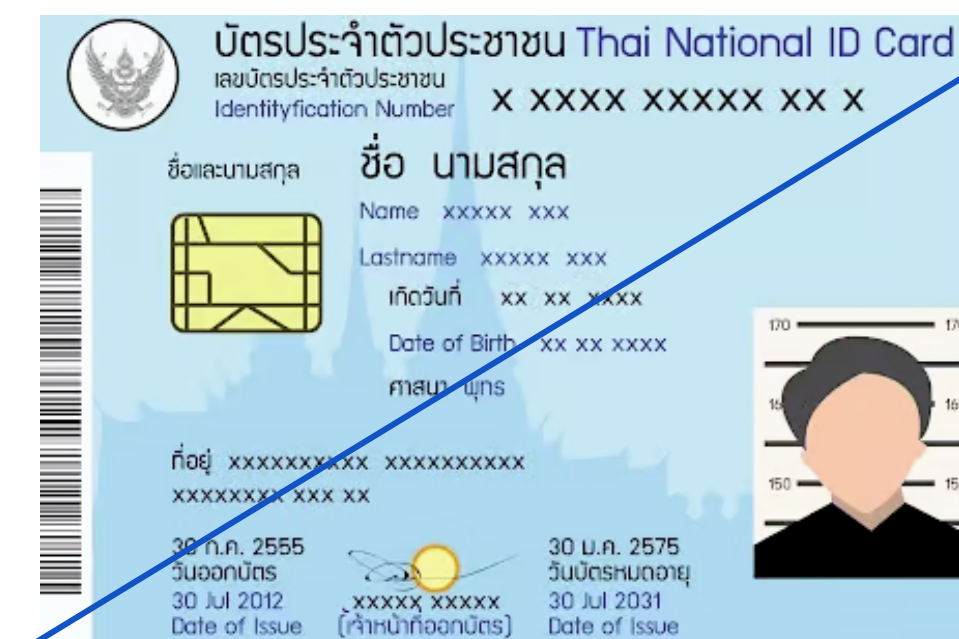 บัตรประจำตัวประชาชน Thai National ID Card
เลขบัตรประจำตัวประชาชน
Identityfication Number X XXXX XXXXX XX X
ชื่อและนามสกุล ชื่อ นามสกุล
Name xxxxx xxx
Lastname xxxxx xxx
เกิดวันที่ xx xx xxxx
Date of Birth xx xx xxxx
ศาสนา พุทธ
ที่อยู่ xxxxxxxxxx xxxxxxxxxx
xxxxxxxx xxx xx
30 ก.ค. 2555
วันออกบัตร
30 Jul 2012
Date of Issue
xxxxx xxxxx
(เจ้าหน้าที่ออกบัตร)
30 ม.ค. 2575
วันบัตรหมดอายุ
30 Jul 2031
Date of Issue
170
150